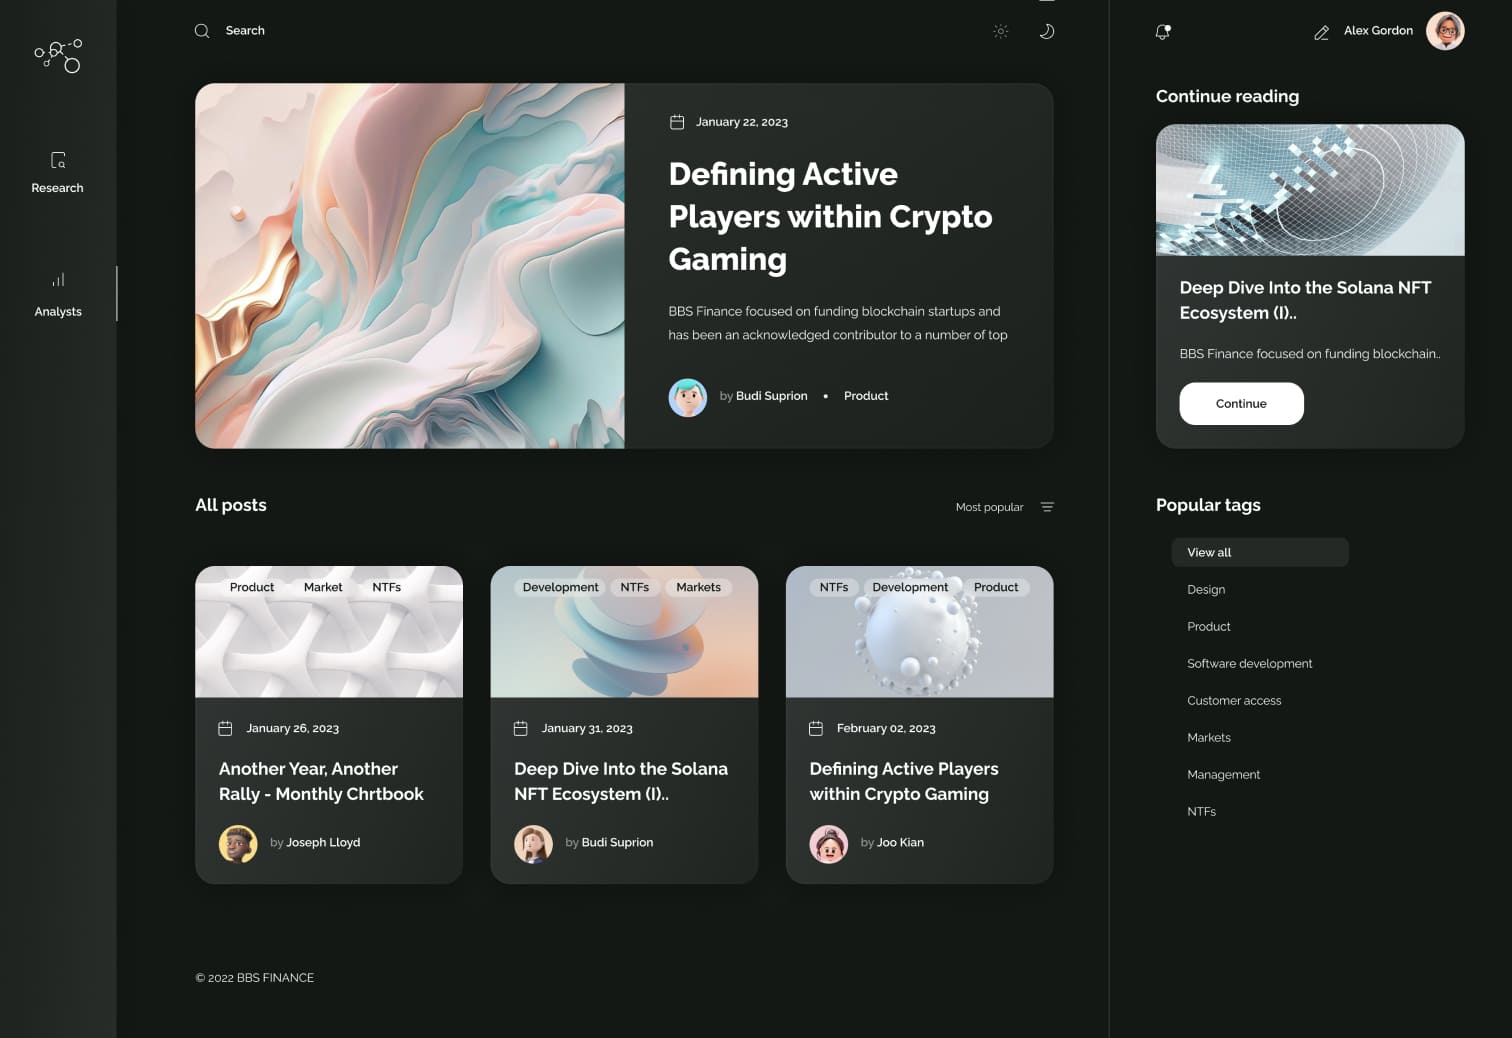 Search
Alex Gordon
Research
Analysts
January 22, 2023
Defining Active
Players within Crypto
Gaming
BBS Finance focused on funding blockchain startups and
has been an acknowledged contributor to a number of top
by Budi Suprion • Product
Continue reading
Deep Dive Into the Solana NFT
Ecosystem (I)..
BBS Finance focused on funding blockchain..
Continue
All posts
Most popular
Product Market NTFs
January 26, 2023
Another Year, Another
Rally - Monthly Chrtbook
by Joseph Lloyd
Development NTFs Markets
January 31, 2023
Deep Dive Into the Solana
NFT Ecosystem (I)..
by Budi Suprion
NTFs Development Product
February 02, 2023
Defining Active Players
within Crypto Gaming
by Joo Kian
Popular tags
View all
Design
Product
Software development
Customer access
Markets
Management
NTFs
© 2022 BBS FINANCE